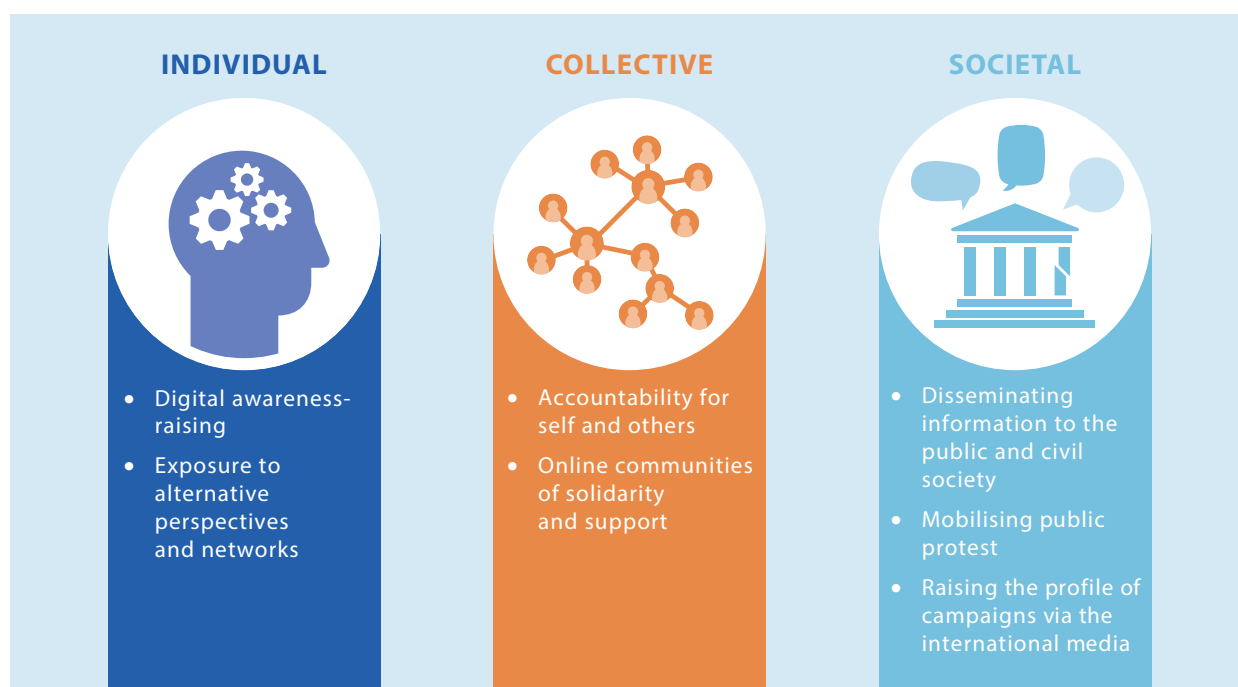 INDIVIDUAL
• Digital awareness-
raising
• Exposure to
alternative
perspectives
and networks
COLLECTIVE
• Accountability for
self and others
• Online communities
of solidarity
and support
SOCIETAL
• Disseminating
information to the
public and civil
society
• Mobilising public
protest
• Raising the profile of
campaigns via the
international media